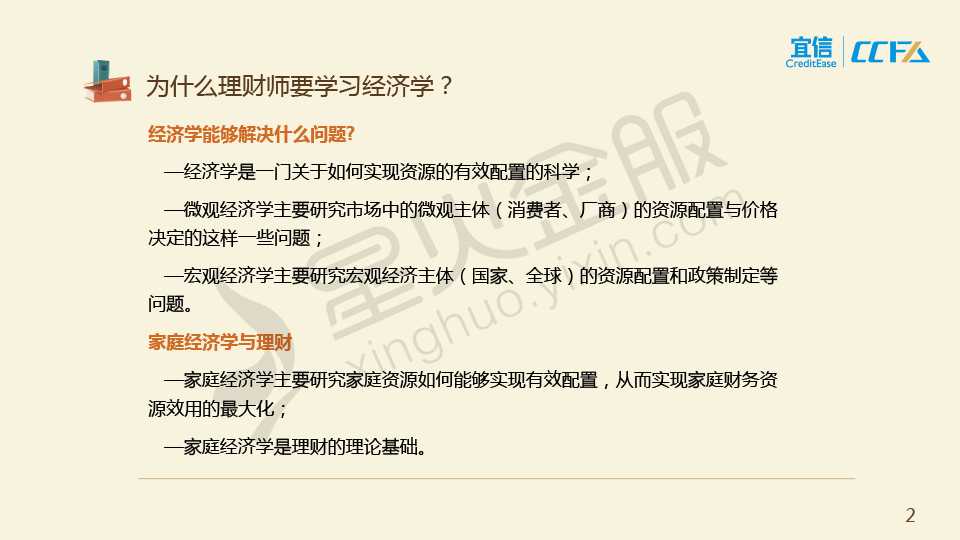 宜信
CreditEase
CCFA
为什么理财师要学习经济学？
经济学能够解决什么问题?
—经济学是一门关于如何实现资源的有效配置的科学；
—微观经济学主要研究市场中的微观主体（消费者、厂商）的资源配置与价格
决定的这样一些问题；
—宏观经济学主要研究宏观经济主体（国家、全球）的资源配置和政策制定等
问题。
家庭经济学与理财
—家庭经济学主要研究家庭资源如何能够实现有效配置，从而实现家庭财务资
源效用的最大化；
—家庭经济学是理财的理论基础。
星火金服
xinghuo.yixin.com
2